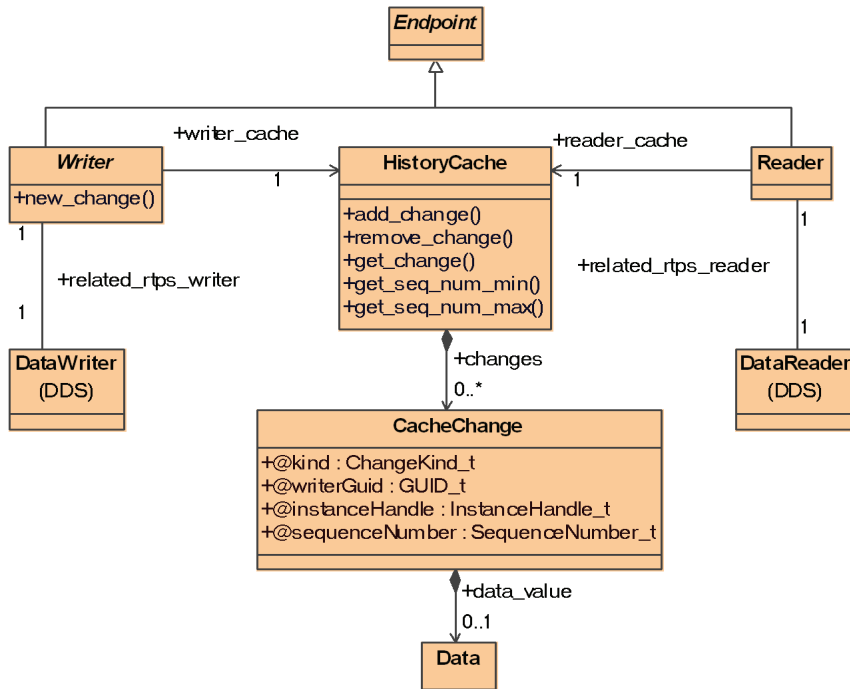 Endpoint
+writer_cache
+reader_cache
Writer
+new_change()
1
HistoryCache
+add_change()
+remove_change()
+get_change()
+get_seq_num_min()
+get_seq_num_max()
1
Reader
1
+related_rtps_writer
1
1
+related_rtps_reader
1
DataWriter
(DDS)
+changes
0..*
DataReader
(DDS)
CacheChange
+@kind : ChangeKind_t
+@writerGuid : GUID_t
+@instanceHandle : InstanceHandle_t
+@sequenceNumber : SequenceNumber_t
+data_value
0..1
Data